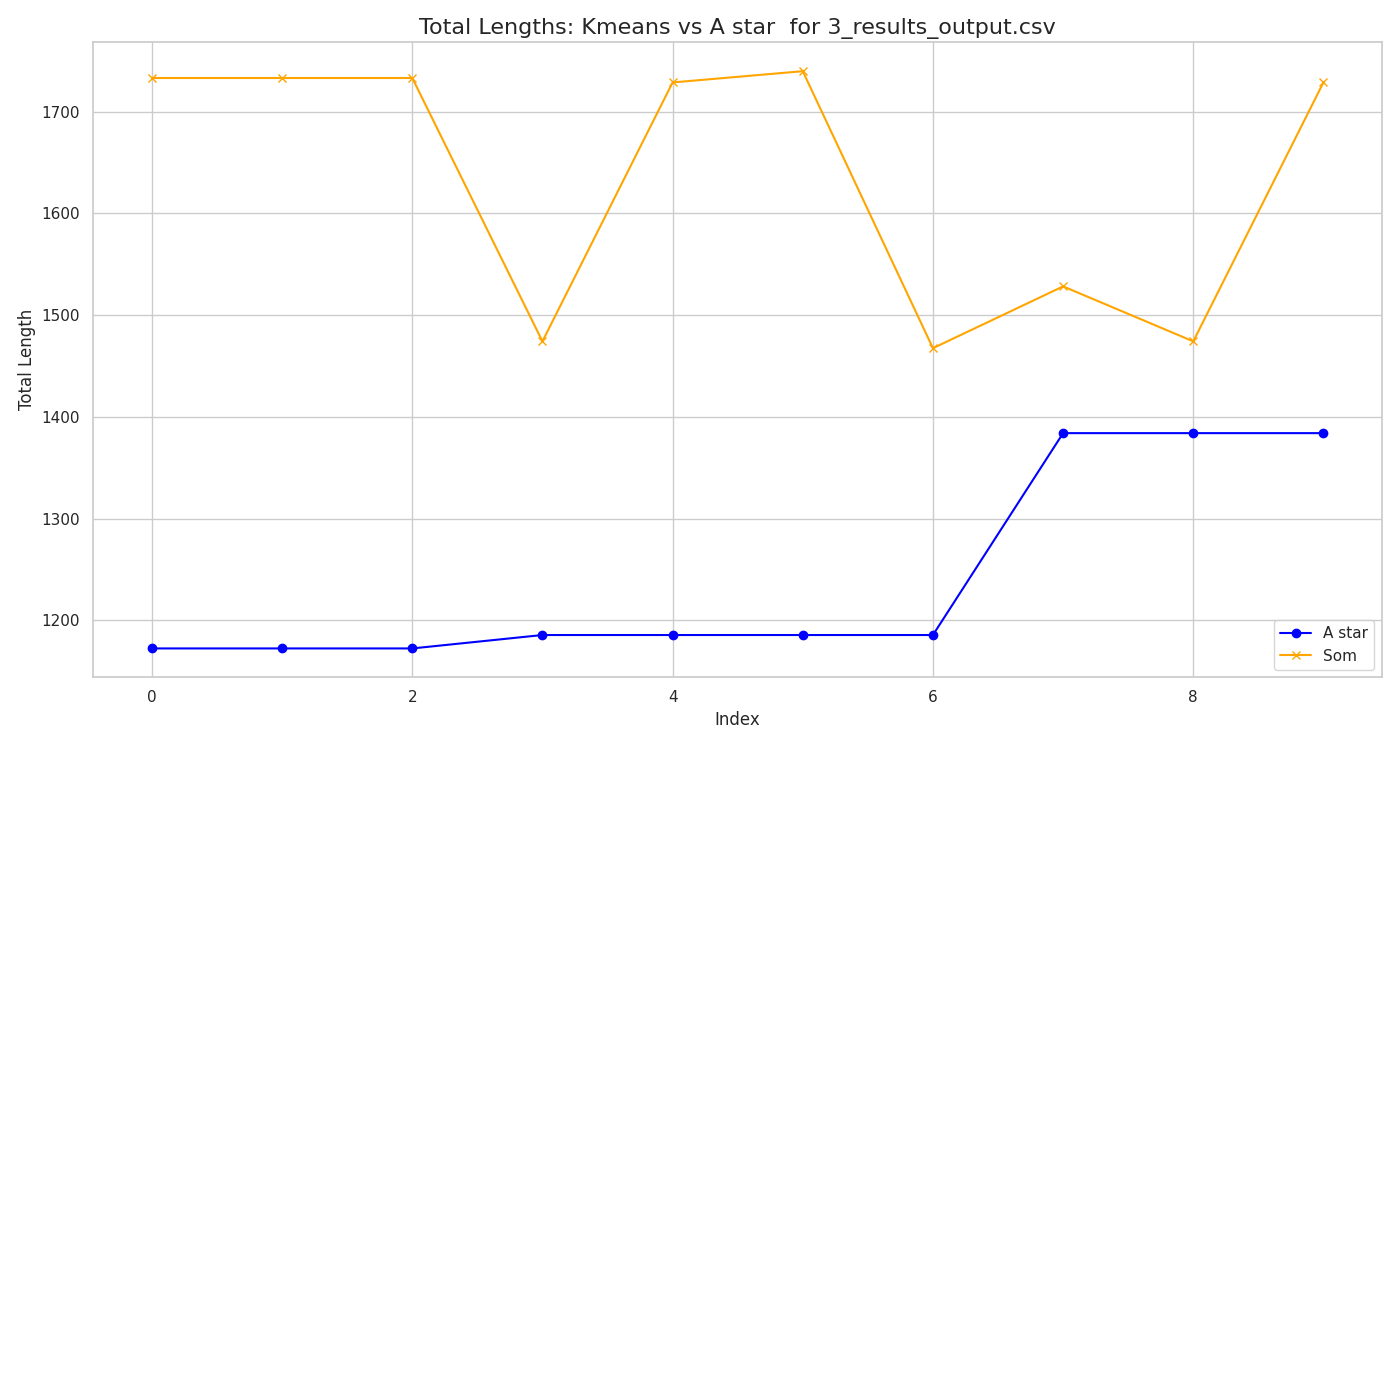 Total Lengths: Kmeans vs A star  for 3_results_output.csv
Total Length
1700
1600
1500
1400
1300
1200
A star
Som
0 2 4 6 8
Index